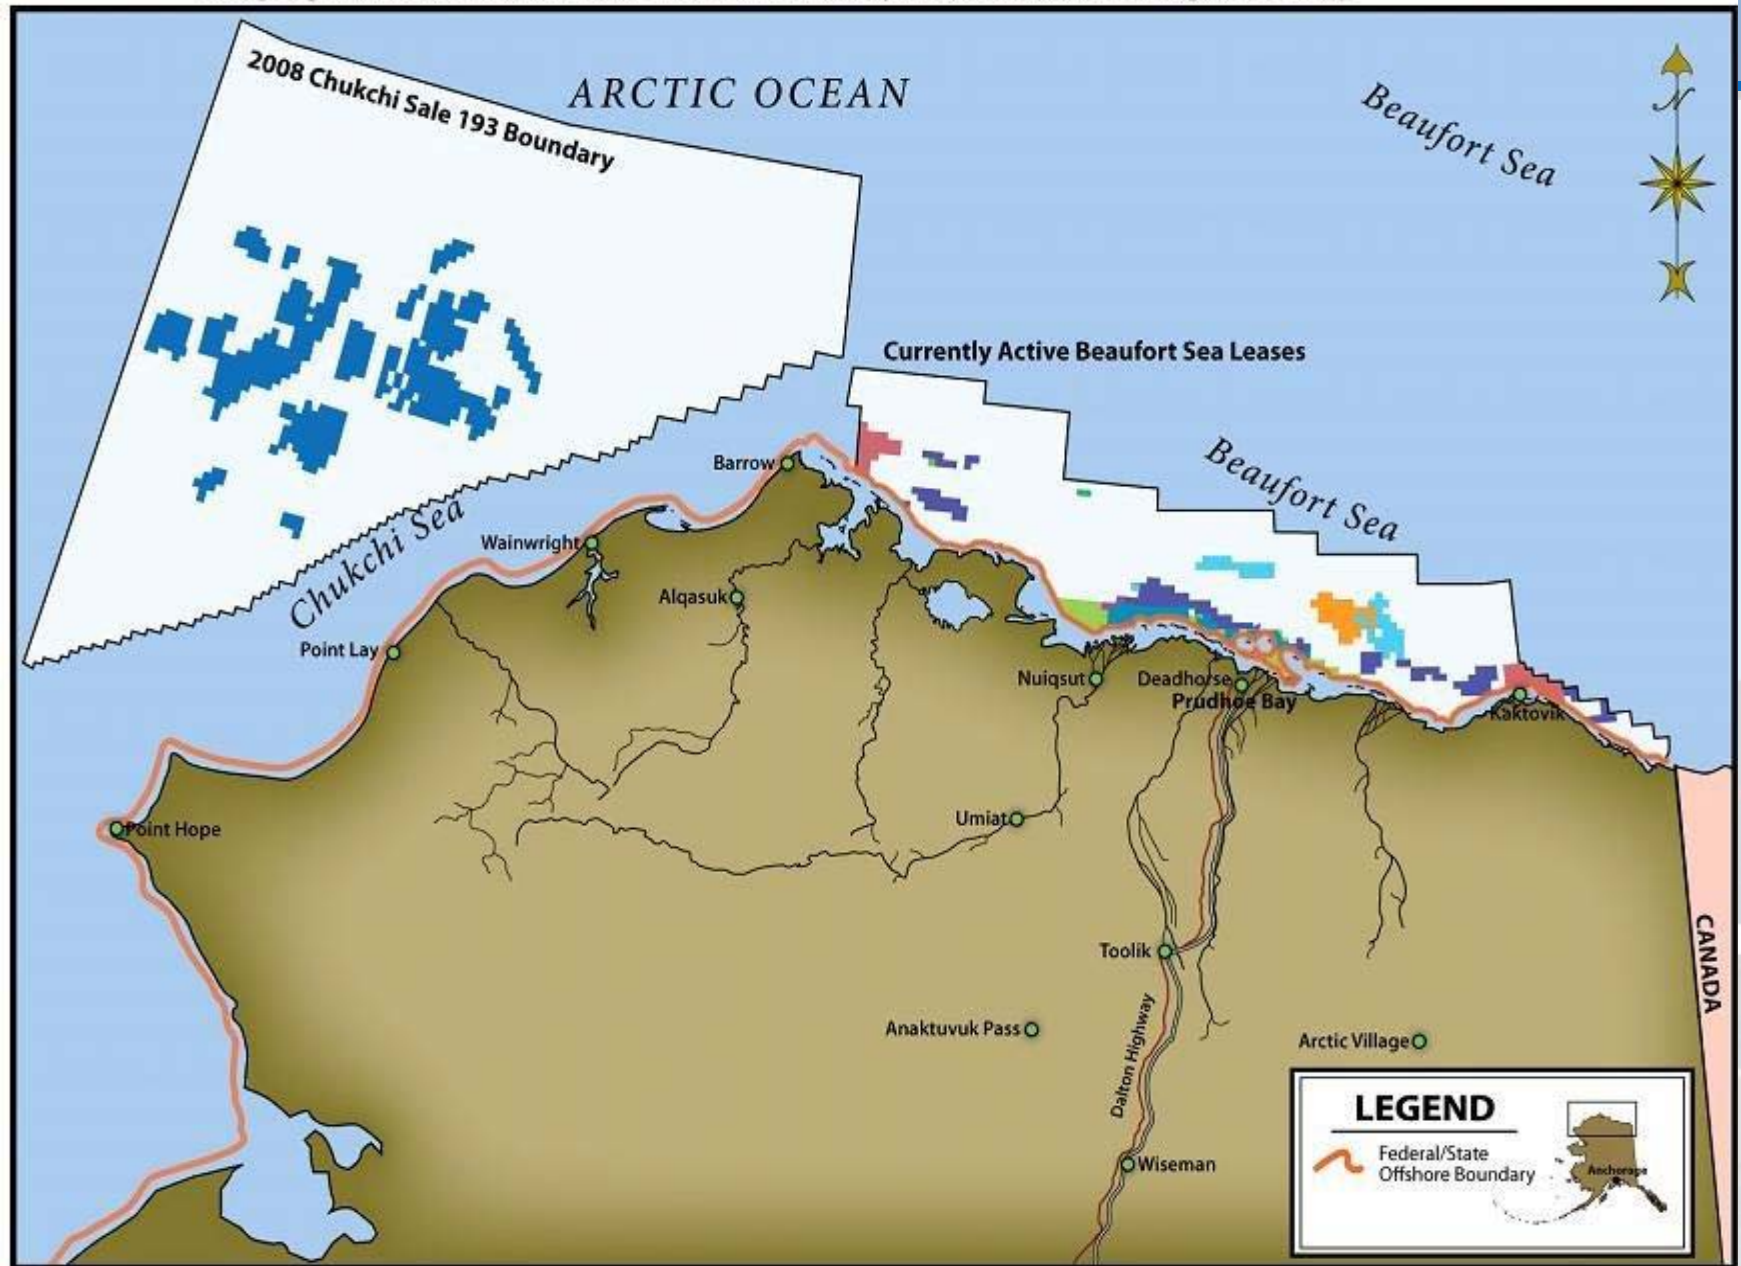 2008 Chukchi Sale 193 Boundary
ARCTIC OCEAN
Beaufort Sea
N
Currently Active Beaufort Sea Leases
Beaufort Sea
Barrow
Chukchi Sea
Wainwright
Alqasuk
Point Lay
Nuiqsut
Deadhorse
Prudhoe Bay
Kaktovik
Point Hope
Umiat
CANADA
Toolik
Anaktuvuk Pass
Dalton Highway
Arctic Village
Wiseman
LEGEND
Federal/State
Offshore Boundary
Anchorage